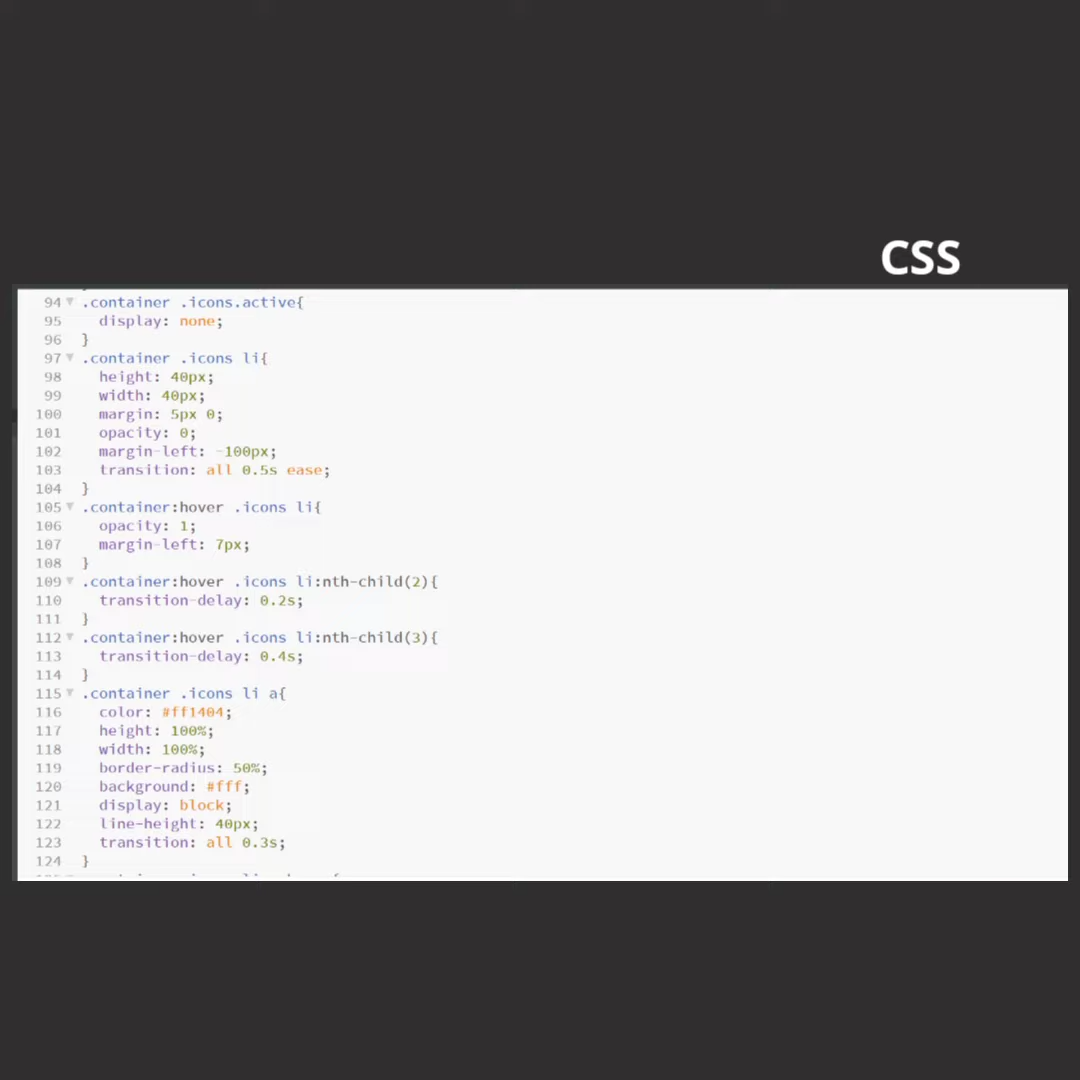 CSS
94 .container .icons.active{
95 display: none;
96 }
97 .container .icons li{
98 height: 40px;
99 width: 40px;
100 margin: 5px 0;
101 opacity: 0;
102 margin-left: -100px;
103 transition: all 0.5s ease;
104 }
105 .container:hover .icons li{
106 opacity: 1;
107 margin-left: 7px;
108 }
109 .container:hover .icons li:nth-child(2){
110 transition-delay: 0.2s;
111 }
112 .container:hover .icons li:nth-child(3){
113 transition-delay: 0.4s;
114 }
115 .container .icons li a{
116 color: #ff1404;
117 height: 100%;
118 width: 100%;
119 border-radius: 50%;
120 background: #fff;
121 display: block;
122 line-height: 40px;
123 transition: all 0.3s;
124 }